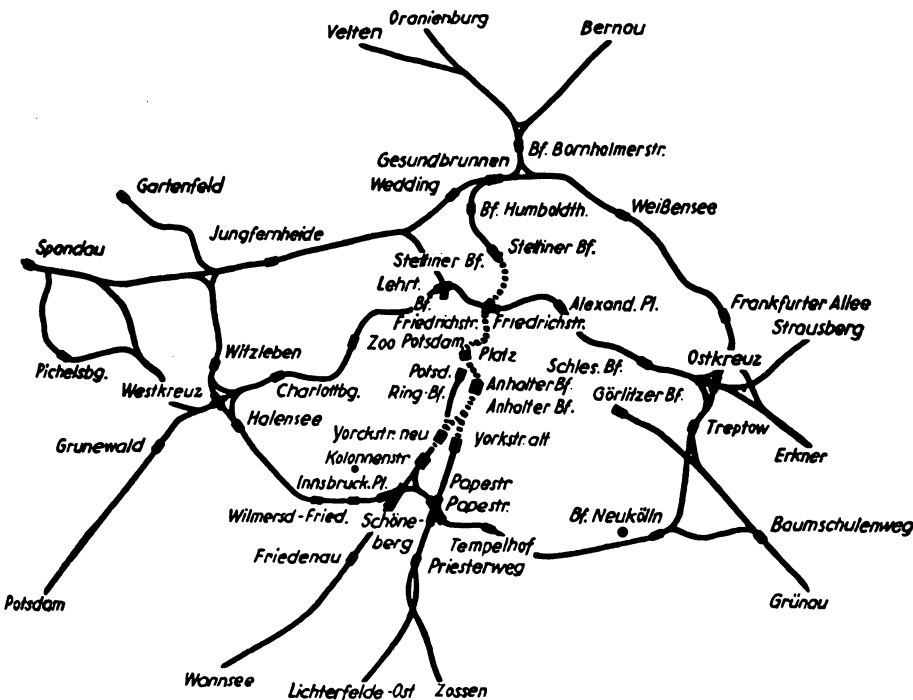 Oranienburg
Velten
Bernau
Bf. Bornholmerstr.
Gesundbrunnen
Wedding
Gartenfeld
Bf. Humboldth.
Weißensee
Jungfernheide
Spandau
Stettiner Bf.
Stettiner Bf.
Lehrt.
Bf.
Alexand. Pl.
Frankfurter Allee
Friedrichstr.
Friedrichstr.
Strausberg
Zoo
Potsdam.
Platz
Witzleben
Pichelsbg.
Schles. Bf.
Ostkreuz
Potsd.
Ring-Bf.
Anhalter Bf.
Westkreuz
Charlottbg.
Anhalter Bf.
Görlitzer Bf.
Halensee
Treptow
Grunewald
Yorckstr. neu
Yorkstr. alt
Erkner
Kolonnenstr
Innsbruck. Pl.
Papestr
Papestr.
Wilmersd-Fried.
Schöne-
berg
Bf. Neukölln
Baumschulenweg
Tempelhof
Friedenau
Priesterweg
Potsdam
Grünau
Wannsee
Lichterfelde-Ost
Zossen